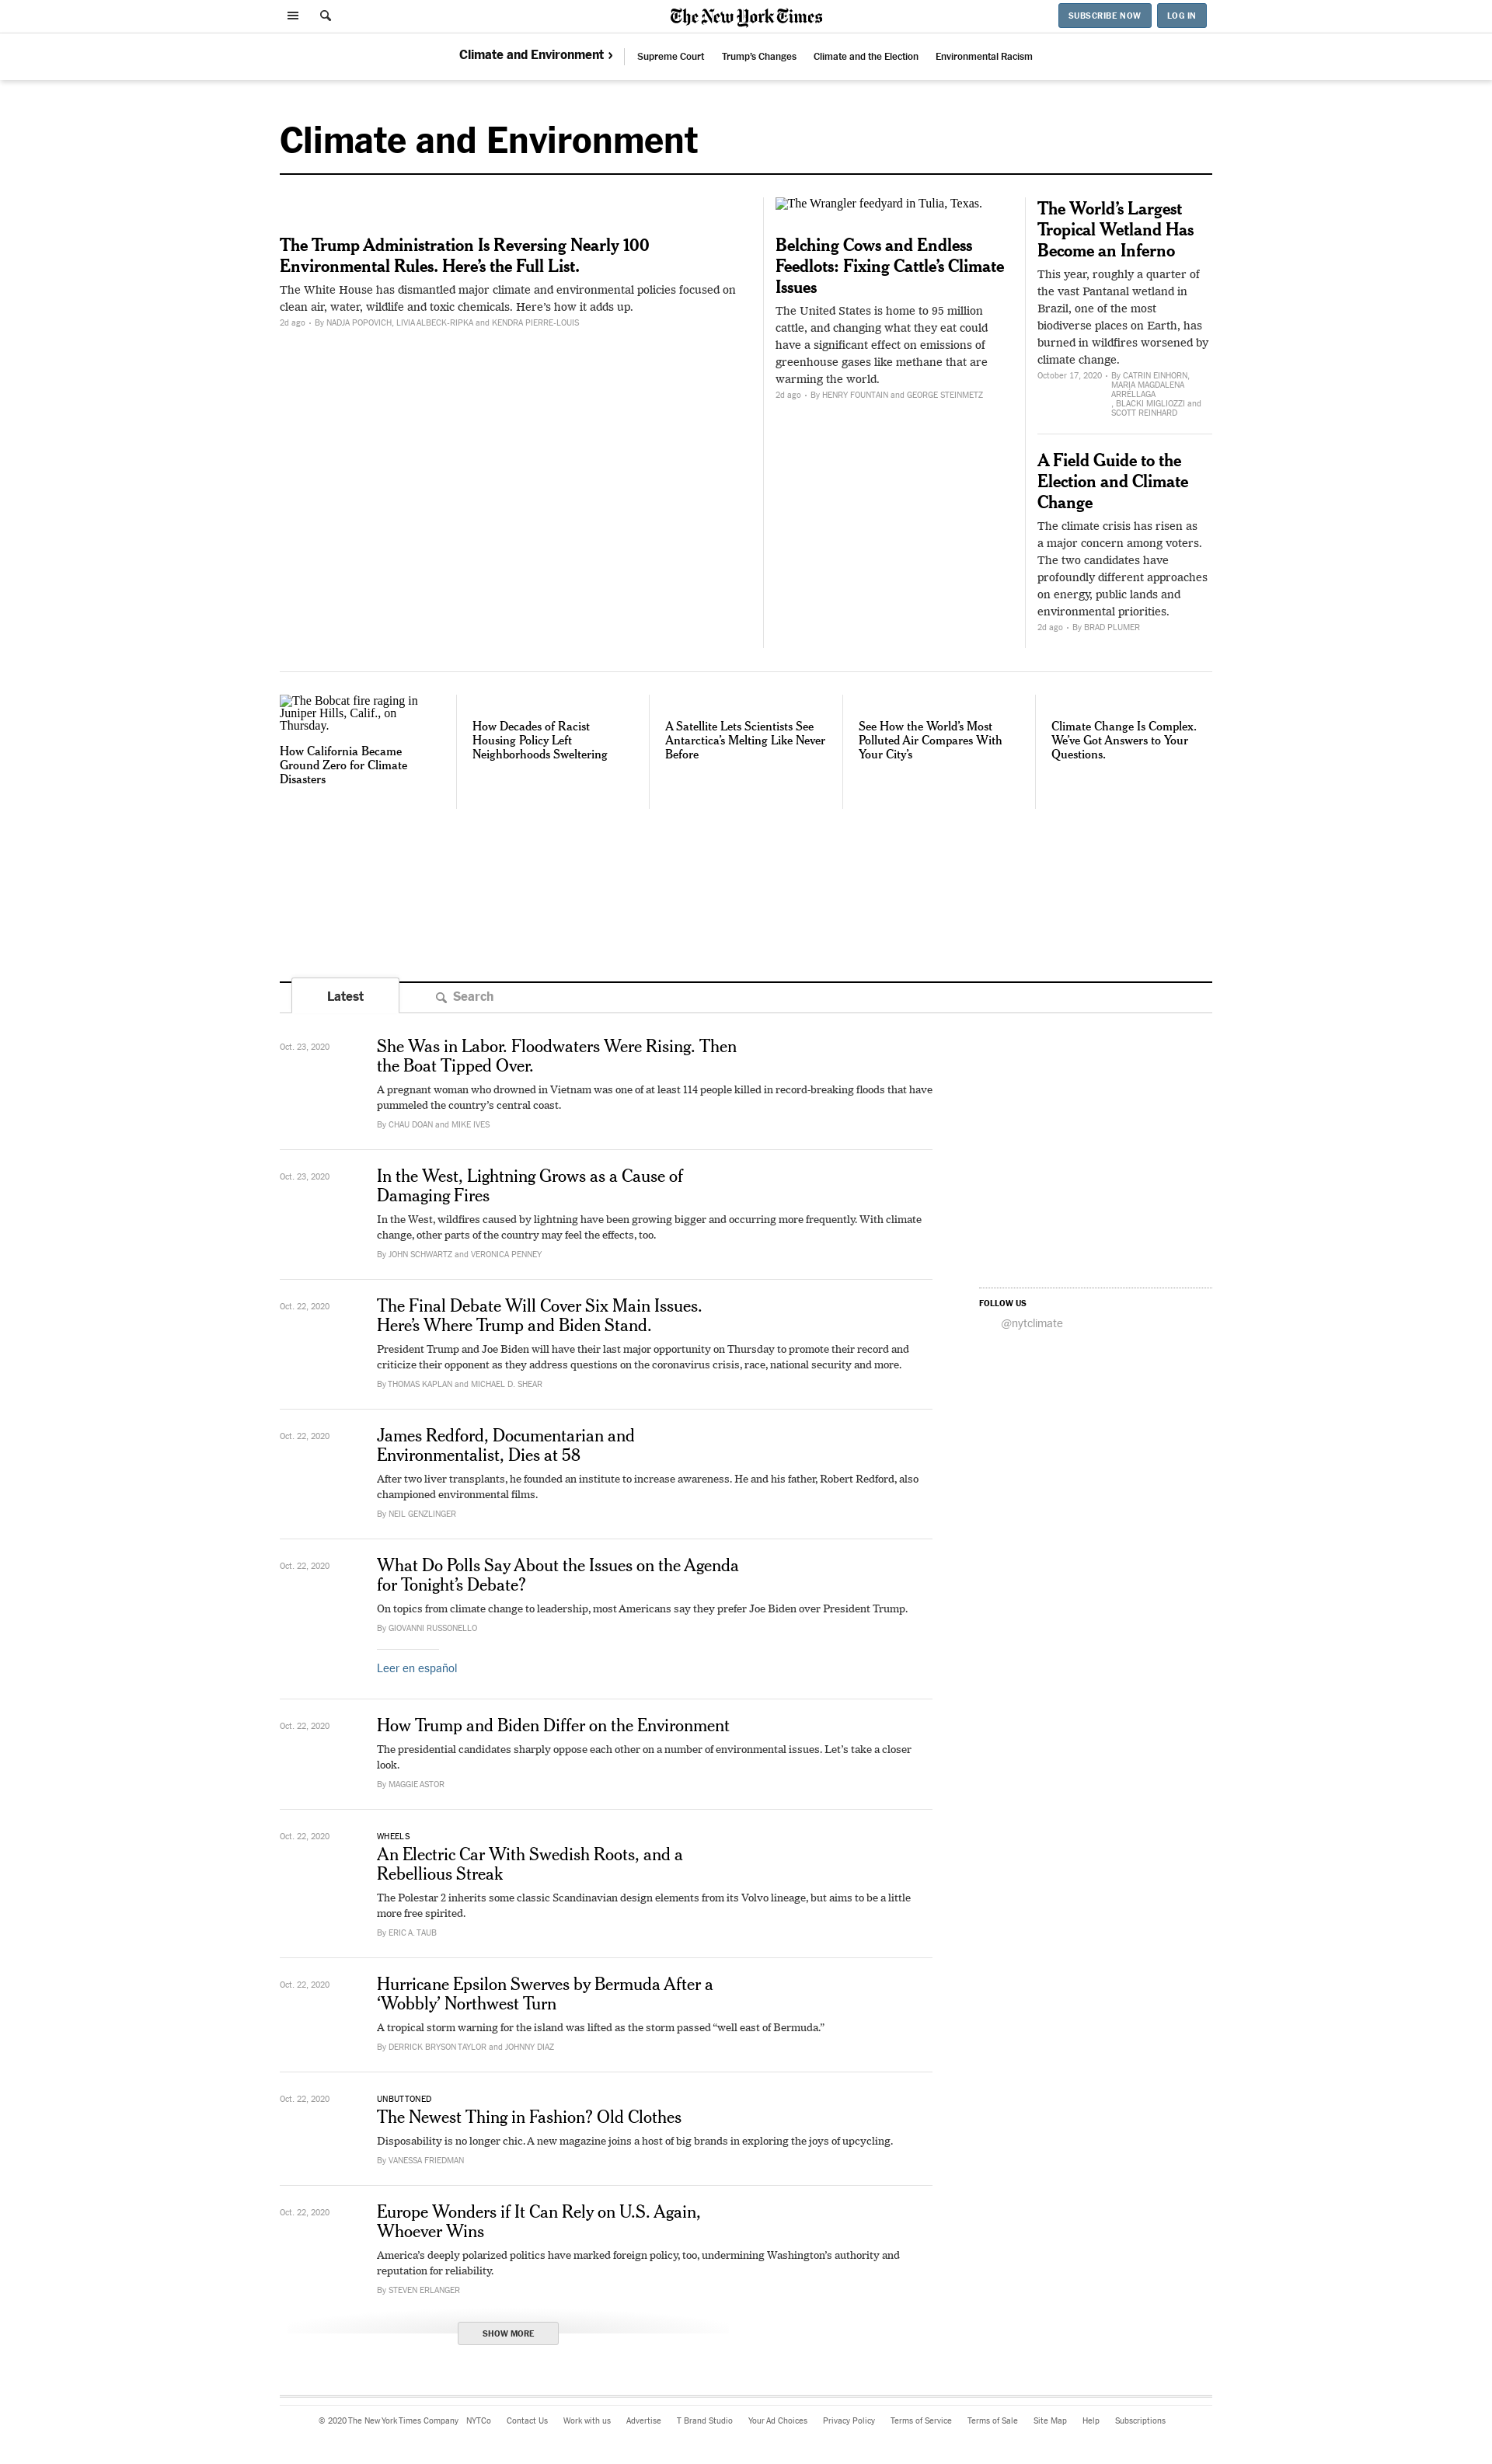 The New York Times
SUBSCRIBE NOW
LOG IN
Climate and Environment ›
Supreme Court
Trump’s Changes
Climate and the Election
Environmental Racism
Climate and Environment
The Trump Administration Is Reversing Nearly 100
Environmental Rules. Here’s the Full List.
The White House has dismantled major climate and environmental policies focused on
clean air, water, wildlife and toxic chemicals. Here’s how it adds up.
2d ago • By NADJA POPOVICH, LIVIA ALBECK-RIPKA and KENDRA PIERRE-LOUIS
The Wrangler feedyard in Tulia, Texas.
Belching Cows and Endless
Feedlots: Fixing Cattle’s Climate
Issues
The United States is home to 95 million
cattle, and changing what they eat could
have a significant effect on emissions of
greenhouse gases like methane that are
warming the world.
2d ago • By HENRY FOUNTAIN and GEORGE STEINMETZ
The World’s Largest
Tropical Wetland Has
Become an Inferno
This year, roughly a quarter of
the vast Pantanal wetland in
Brazil, one of the most
biodiverse places on Earth, has
burned in wildfires worsened by
climate change.
October 17, 2020 • By CATRIN EINHORN,
MARIA MAGDALENA
ARRÉLLAGA
, BLACKI MIGLIOZZI and
SCOTT REINHARD
A Field Guide to the
Election and Climate
Change
The climate crisis has risen as
a major concern among voters.
The two candidates have
profoundly different approaches
on energy, public lands and
environmental priorities.
2d ago • By BRAD PLUMER
The Bobcat fire raging in
Juniper Hills, Calif., on
Thursday.
How California Became
Ground Zero for Climate
Disasters
How Decades of Racist
Housing Policy Left
Neighborhoods Sweltering
A Satellite Lets Scientists See
Antarctica’s Melting Like Never
Before
See How the World’s Most
Polluted Air Compares With
Your City’s
Climate Change Is Complex.
We’ve Got Answers to Your
Questions.
Latest
Search
Oct. 23, 2020
She Was in Labor. Floodwaters Were Rising. Then
the Boat Tipped Over.
A pregnant woman who drowned in Vietnam was one of at least 114 people killed in record-breaking floods that have
pummeled the country’s central coast.
By CHAU DOAN and MIKE IVES
Oct. 23, 2020
In the West, Lightning Grows as a Cause of
Damaging Fires
In the West, wildfires caused by lightning have been growing bigger and occurring more frequently. With climate
change, other parts of the country may feel the effects, too.
By JOHN SCHWARTZ and VERONICA PENNEY
FOLLOW US
@nytclimate
Oct. 22, 2020
The Final Debate Will Cover Six Main Issues.
Here’s Where Trump and Biden Stand.
President Trump and Joe Biden will have their last major opportunity on Thursday to promote their record and
criticize their opponent as they address questions on the coronavirus crisis, race, national security and more.
By THOMAS KAPLAN and MICHAEL D. SHEAR
Oct. 22, 2020
James Redford, Documentarian and
Environmentalist, Dies at 58
After two liver transplants, he founded an institute to increase awareness. He and his father, Robert Redford, also
championed environmental films.
By NEIL GENZLINGER
Oct. 22, 2020
What Do Polls Say About the Issues on the Agenda
for Tonight’s Debate?
On topics from climate change to leadership, most Americans say they prefer Joe Biden over President Trump.
By GIOVANNI RUSSONELLO
Leer en español
Oct. 22, 2020
How Trump and Biden Differ on the Environment
The presidential candidates sharply oppose each other on a number of environmental issues. Let’s take a closer
look.
By MAGGIE ASTOR
Oct. 22, 2020
WHEELS
An Electric Car With Swedish Roots, and a
Rebellious Streak
The Polestar 2 inherits some classic Scandinavian design elements from its Volvo lineage, but aims to be a little
more free spirited.
By ERIC A. TAUB
Oct. 22, 2020
Hurricane Epsilon Swerves by Bermuda After a
‘Wobbly’ Northwest Turn
A tropical storm warning for the island was lifted as the storm passed “well east of Bermuda.”
By DERRICK BRYSON TAYLOR and JOHNNY DIAZ
Oct. 22, 2020
UNBUTTONED
The Newest Thing in Fashion? Old Clothes
Disposability is no longer chic. A new magazine joins a host of big brands in exploring the joys of upcycling.
By VANESSA FRIEDMAN
Oct. 22, 2020
Europe Wonders if It Can Rely on U.S. Again,
Whoever Wins
America’s deeply polarized politics have marked foreign policy, too, undermining Washington’s authority and
reputation for reliability.
By STEVEN ERLANGER
SHOW MORE
© 2020 The New York Times Company NYTCo Contact Us Work with us Advertise T Brand Studio Your Ad Choices Privacy Policy Terms of Service Terms of Sale Site Map Help Subscriptions